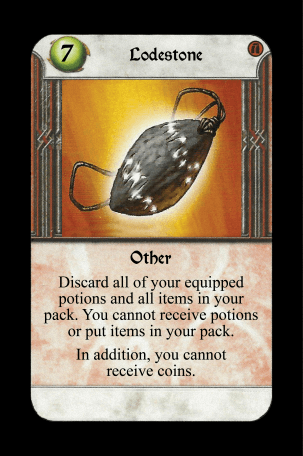 7
Lodestone
Other
Discard all of your equipped
potions and all items in your
pack. You cannot receive potions
or put items in your pack.
In addition, you cannot
receive coins.